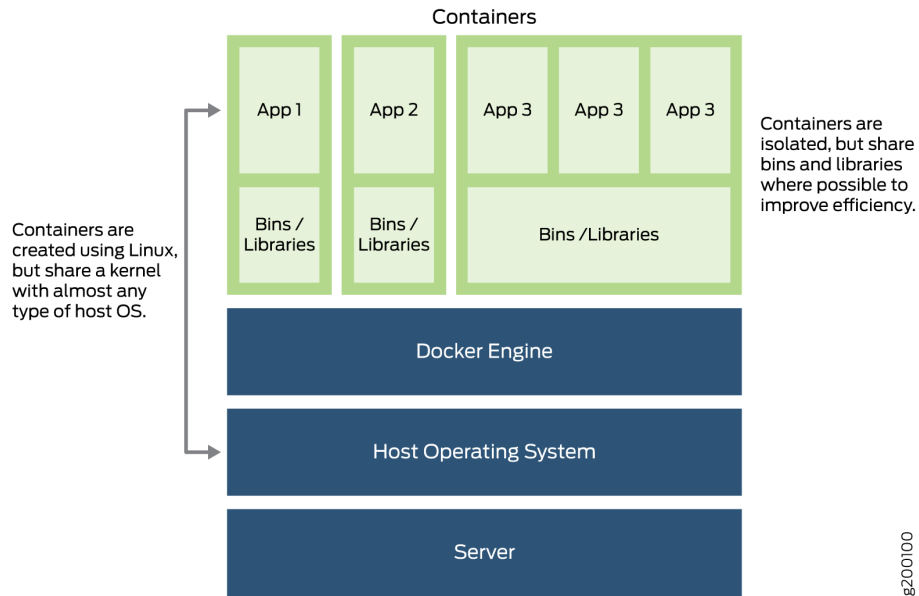 Containers
App 1
App 2
App 3
App 3
App 3
Bins /
Libraries
Bins /
Libraries
Bins /Libraries
Containers are
isolated, but share
bins and libraries
where possible to
improve efficiency.
Containers are
created using Linux,
but share a kernel
with almost any
type of host OS.
Docker Engine
Host Operating System
Server
g200100